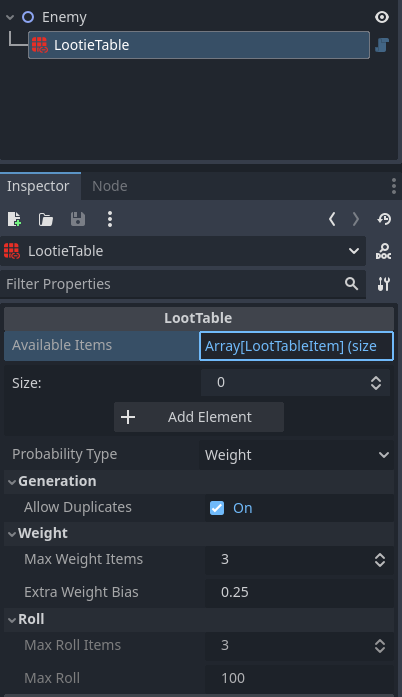 Enemy
LootieTable
Inspector Node
LootieTable
DOC
Filter Properties
LootTable
Available Items Array[LootTableItem] (size
Size: 0
Add Element
Probability Type Weight
Generation
Allow Duplicates On
Weight
Max Weight Items 3
Extra Weight Bias 0.25
Roll
Max Roll Items 3
Max Roll 100